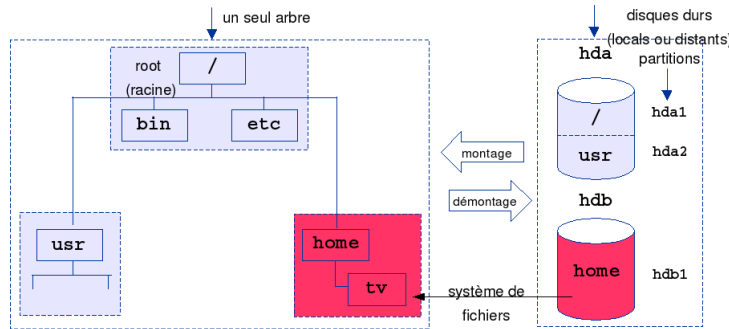 un seul arbre
root
(racine)
/
bin
etc
usr
home
tv
montage
démontage
système de
fichiers
disques durs
(locals ou distants)
partitions
hda
/
hda1
usr
hda2
hdb
home
hdb1